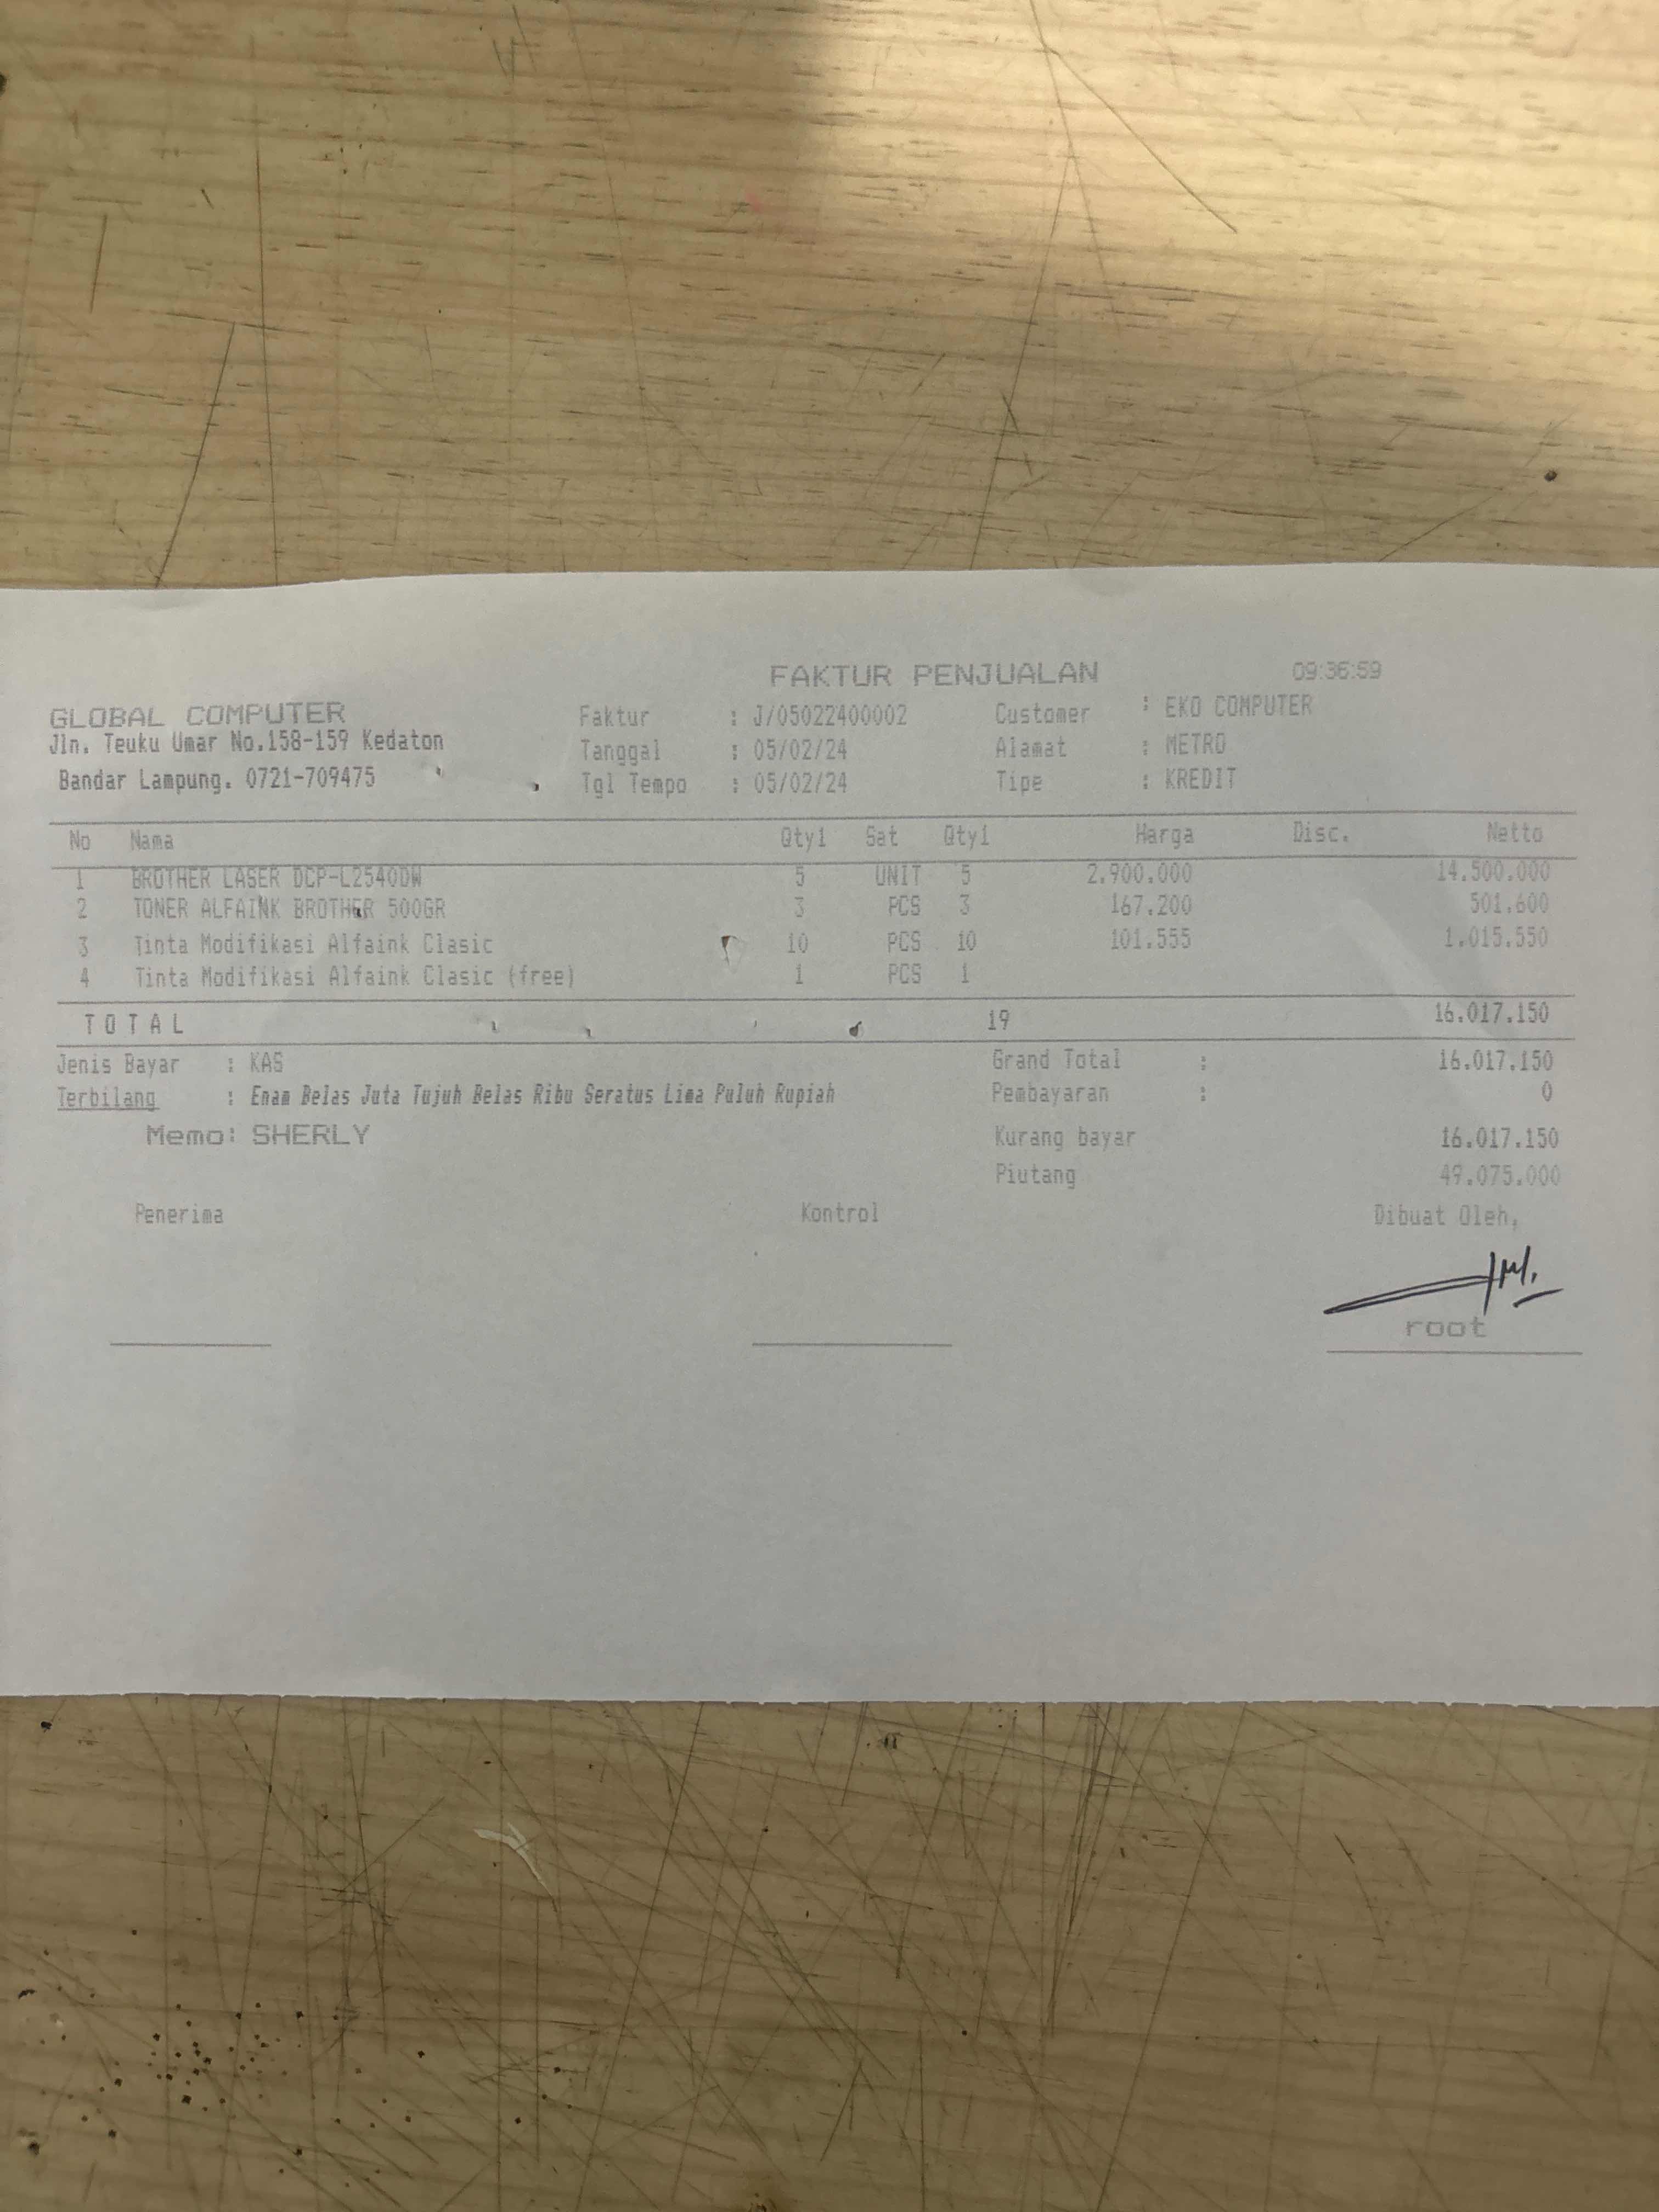 FAKTUR PENJUALAN 09:36:59
GLOBAL COMPUTER Faktur : J/05022400002 Customer : EKO COMPUTER
Jln. Teuku Umar No.158-159 Kedaton Tanggal : 05/02/24 Alamat : METRO
Bandar Lampung. 0721-709475 Tgl Tempo : 05/02/24 Tipe : KREDIT
No Nama Qty1 Sat Qty1 Harga Disc. Netto
1 BROTHER LASER DCP-L2540DW 5 UNIT 5 2.900.000 14.500.000
2 TONER ALFAINK BROTHER 500GR 3 PCS 3 167.200 501.600
3 Tinta Modifikasi Alfaink Clasic 10 PCS 10 101.555 1.015.550
4 Tinta Modifikasi Alfaink Clasic (free) 1 PCS 1
TOTAL 19 16.017.150
Jenis Bayar : KAS Grand Total : 16.017.150
Terbilang : Enam Belas Juta Tujuh Belas Ribu Seratus Lima Puluh Rupiah Pembayaran : 0
Memo: SHERLY Kurang bayar 16.017.150
Piutang 49.075.000
Penerima Kontrol Dibuat Oleh,
root